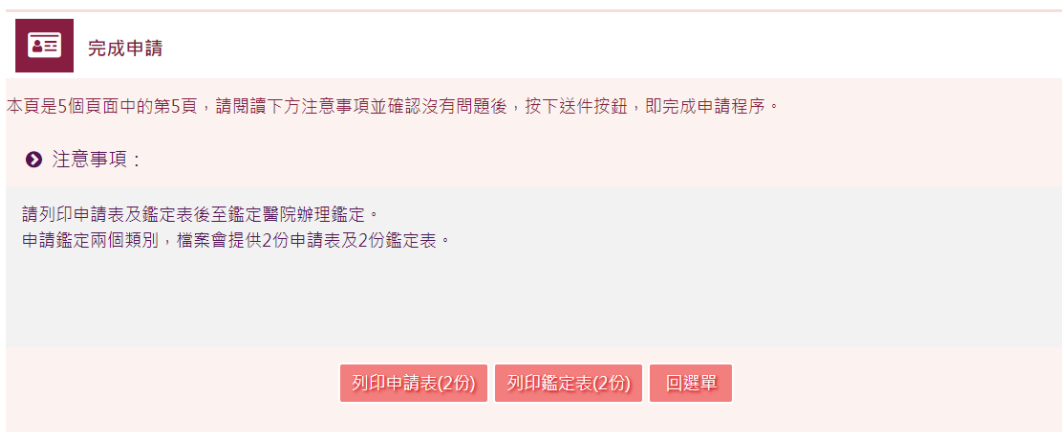 完成申請
本頁是5個頁面中的第5頁，請閱讀下方注意事項並確認沒有問題後，按下送件按鈕，即完成申請程序。
注意事項：
請列印申請表及鑑定表後至鑑定醫院辦理鑑定。
申請鑑定兩個類別，檔案會提供2份申請表及2份鑑定表。
列印申請表(2份) 列印鑑定表(2份) 回選單